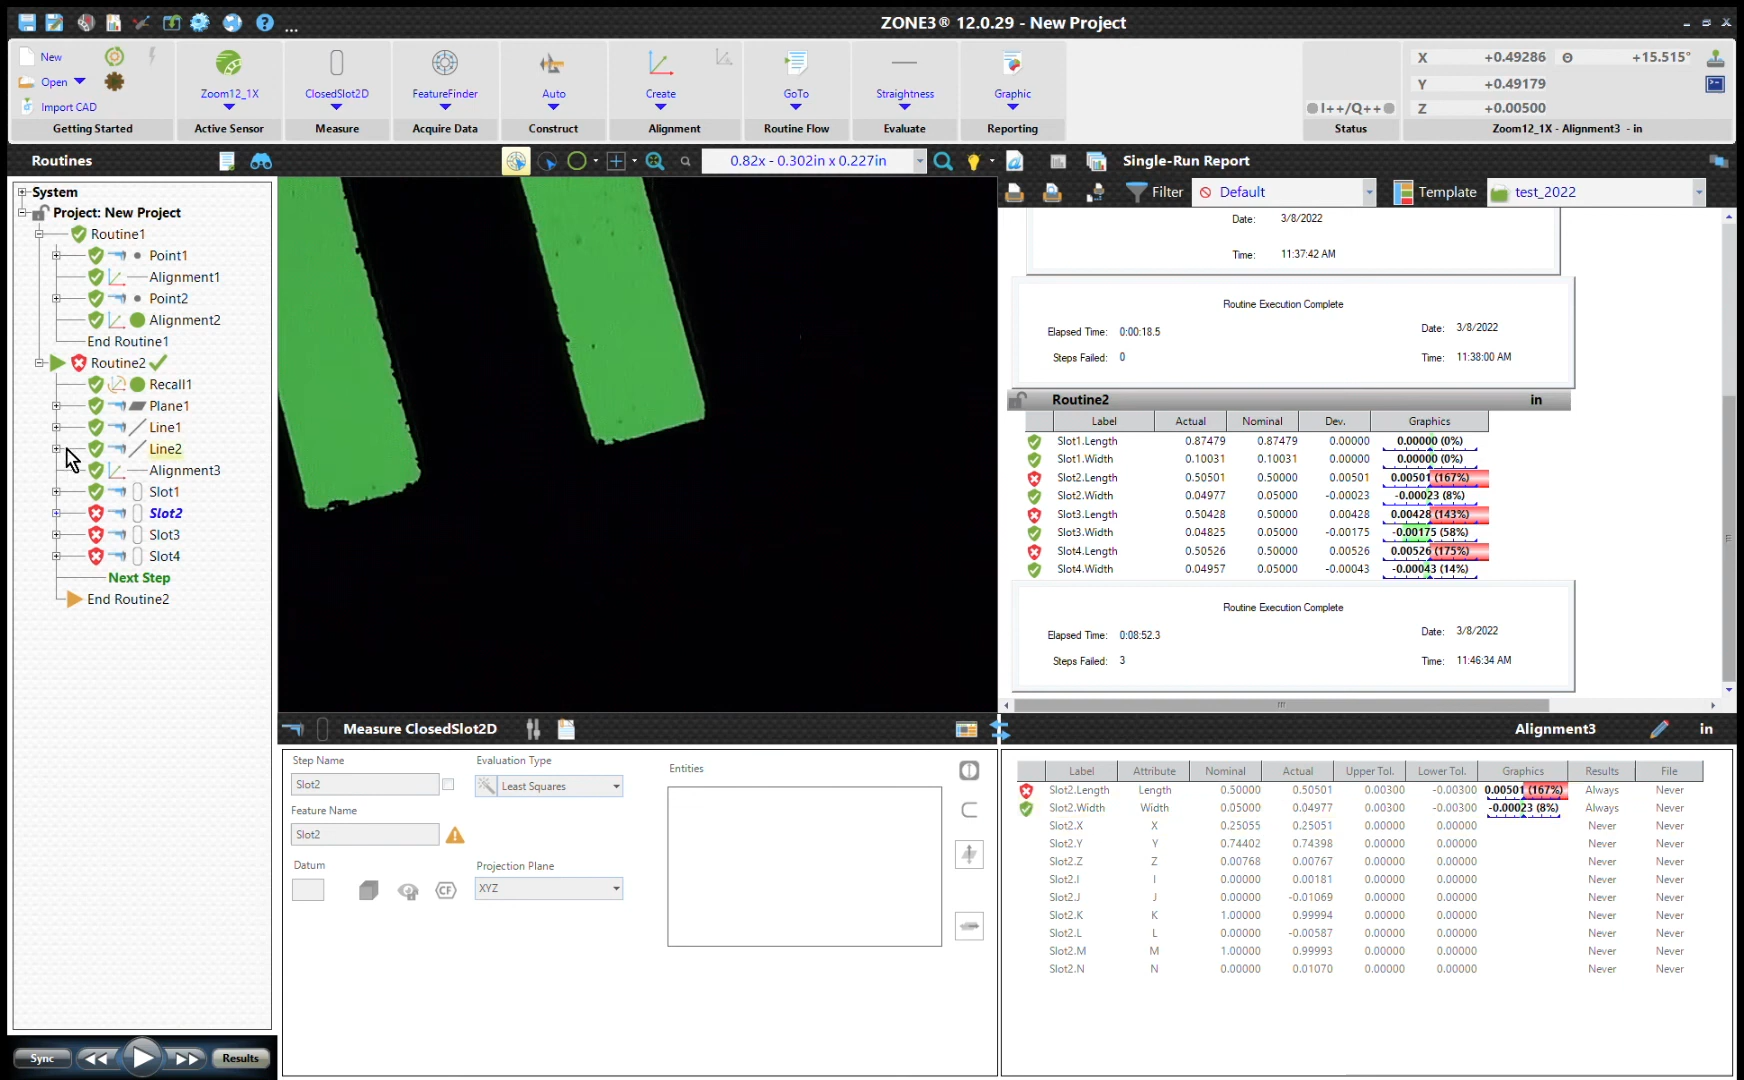 ZONE3® 12.0.29 - New Project
...
New
Open
Import CAD
Getting Started
Zoom12_1X
Active Sensor
ClosedSlot2D
Measure
FeatureFinder
Acquire Data
Auto
Construct
Create
Alignment
GoTo
Routine Flow
Straightness
Evaluate
Graphic
Reporting
I++/Q++
Status
X +0.49286 Θ +15.515°
Y +0.49179
Z +0.00500
Zoom12_1X - Alignment3 - in
Routines
System
Project: New Project
Routine1
Point1
Alignment1
Point2
Alignment2
End Routine1
Routine2
Recall1
Plane1
Line1
Line2
Alignment3
Slot1
Slot2
Slot3
Slot4
Next Step
End Routine2
Sync
Results
0.82x - 0.302in x 0.227in
Single-Run Report
Filter
Default
Template
test_2022
Date: 3/8/2022
Time: 11:37:42 AM
Routine Execution Complete
Elapsed Time: 0:00:18.5 Date: 3/8/2022
Steps Failed: 0 Time: 11:38:00 AM
Routine2 in
Label Actual Nominal Dev. Graphics
Slot1.Length 0.87479 0.87479 0.00000 0.00000 (0%)
Slot1.Width 0.10031 0.10031 0.00000 0.00000 (0%)
Slot2.Length 0.50501 0.50000 0.00501 0.00501 (167%)
Slot2.Width 0.04977 0.05000 -0.00023 -0.00023 (8%)
Slot3.Length 0.50428 0.50000 0.00428 0.00428 (143%)
Slot3.Width 0.04825 0.05000 -0.00175 -0.00175 (58%)
Slot4.Length 0.50526 0.50000 0.00526 0.00526 (175%)
Slot4.Width 0.04957 0.05000 -0.00043 -0.00043 (14%)
Routine Execution Complete
Elapsed Time: 0:08:52.3 Date: 3/8/2022
Steps Failed: 3 Time: 11:46:34 AM
Measure ClosedSlot2D
Step Name
Slot2
Feature Name
Slot2
Datum
CF
Evaluation Type
Least Squares
Projection Plane
XYZ
Entities
Alignment3 in
Label Attribute Nominal Actual Upper Tol. Lower Tol. Graphics Results File
Slot2.Length Length 0.50000 0.50501 0.00300 -0.00300 0.00501 (167%) Always Never
Slot2.Width Width 0.05000 0.04977 0.00300 -0.00300 -0.00023 (8%) Always Never
Slot2.X X 0.25055 0.25051 0.00000 0.00000 Never Never
Slot2.Y Y 0.74402 0.74398 0.00000 0.00000 Never Never
Slot2.Z Z 0.00768 0.00767 0.00000 0.00000 Never Never
Slot2.I I 0.00000 0.00181 0.00000 0.00000 Never Never
Slot2.J J 0.00000 -0.01069 0.00000 0.00000 Never Never
Slot2.K K 1.00000 0.99994 0.00000 0.00000 Never Never
Slot2.L L 0.00000 -0.00587 0.00000 0.00000 Never Never
Slot2.M M 1.00000 0.99993 0.00000 0.00000 Never Never
Slot2.N N 0.00000 0.01070 0.00000 0.00000 Never Never